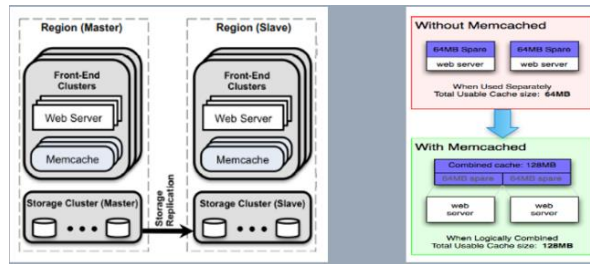 Region (Master)
Front-End
Clusters
Web Server
Memcache
Storage Cluster (Master)
Storage
Replication
Region (Slave)
Front-End
Clusters
Web Server
Memcache
Storage Cluster (Slave)
Without Memcached
64MB Spare
web server
64MB Spare
web server
When Used Separately
Total Usable Cache size: 64MB
With Memcached
Combined cache: 128MB
64MB spare
64MB spare
web
server
web
server
When Logically Combined
Total Usable Cache size: 128MB